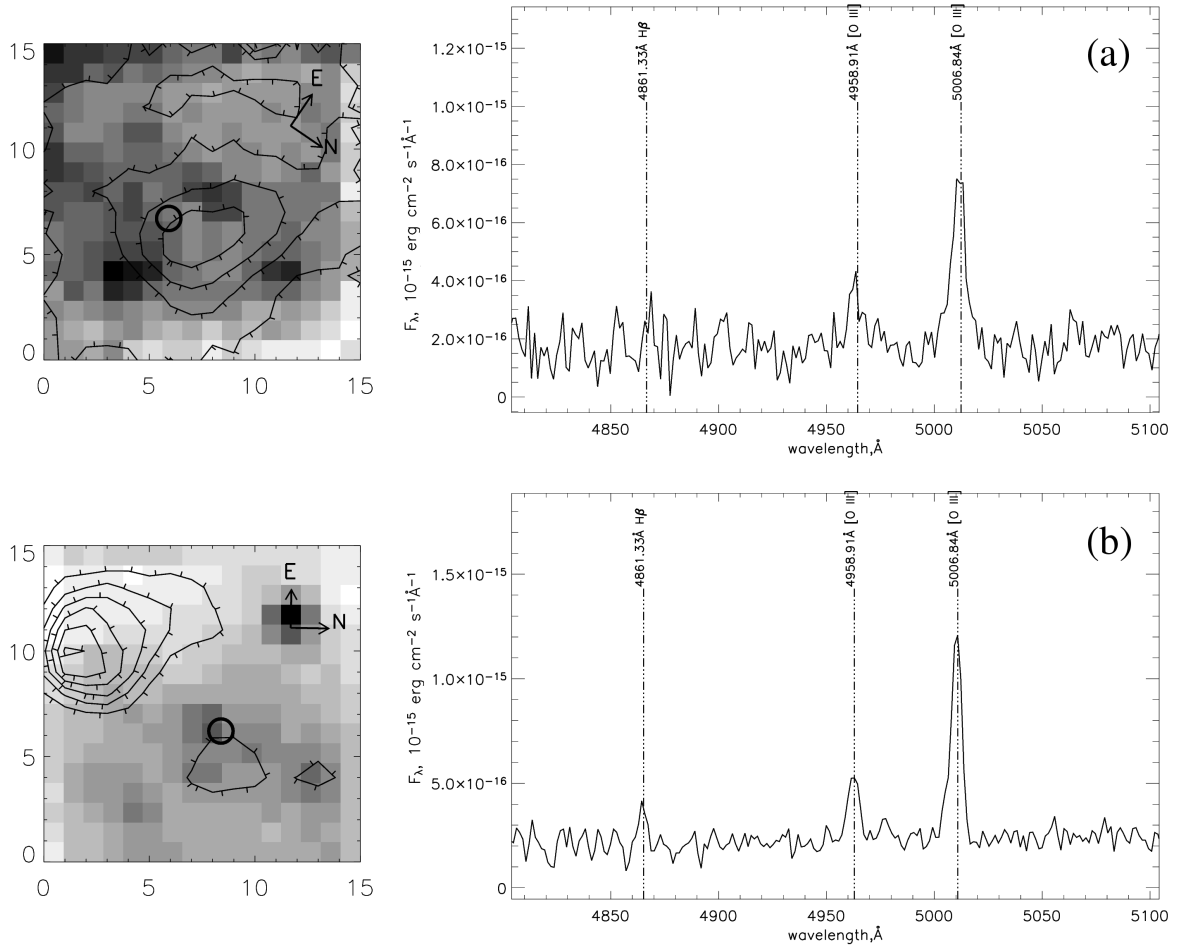 15
10
5
0
0
5
10
15
E
N
(a)
1.2×10⁻¹⁵
1.0×10⁻¹⁵
8.0×10⁻¹⁶
6.0×10⁻¹⁶
4.0×10⁻¹⁶
2.0×10⁻¹⁶
0
F_λ, 10⁻¹⁵ erg cm⁻² s⁻¹Å⁻¹
4861.33Å Hβ
4958.91Å [O III]
5006.84Å [O III]
4850
4900
4950
5000
5050
5100
wavelength,Å
15
10
5
0
0
5
10
15
E
N
(b)
1.5×10⁻¹⁵
1.0×10⁻¹⁵
5.0×10⁻¹⁶
0
F_λ, 10⁻¹⁵ erg cm⁻² s⁻¹Å⁻¹
4861.33Å Hβ
4958.91Å [O III]
5006.84Å [O III]
4850
4900
4950
5000
5050
5100
wavelength,Å